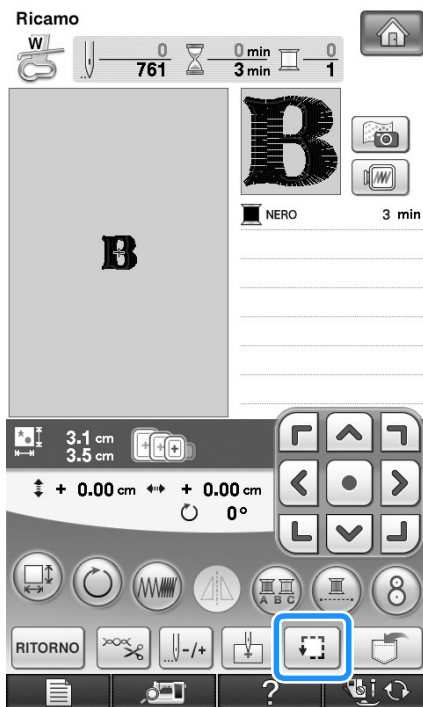 Ricamo
W
0 0 min 0
761 3 min 1
B
NERO 3 min
B
3.1 cm
3.5 cm
+ 0.00 cm + 0.00 cm
0°
A B C
8
RITORNO -/+
?